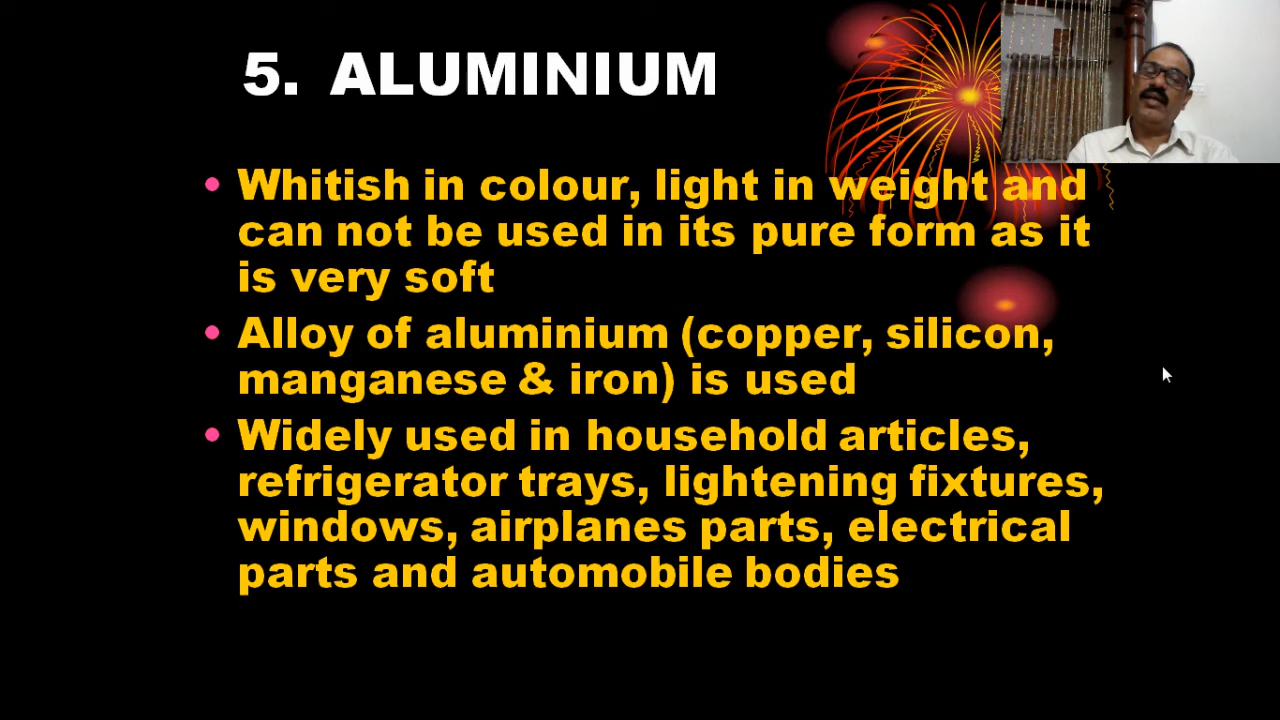 5. ALUMINIUM
• Whitish in colour, light in weight and
can not be used in its pure form as it
is very soft
• Alloy of aluminium (copper, silicon,
manganese & iron) is used
• Widely used in household articles,
refrigerator trays, lightening fixtures,
windows, airplanes parts, electrical
parts and automobile bodies